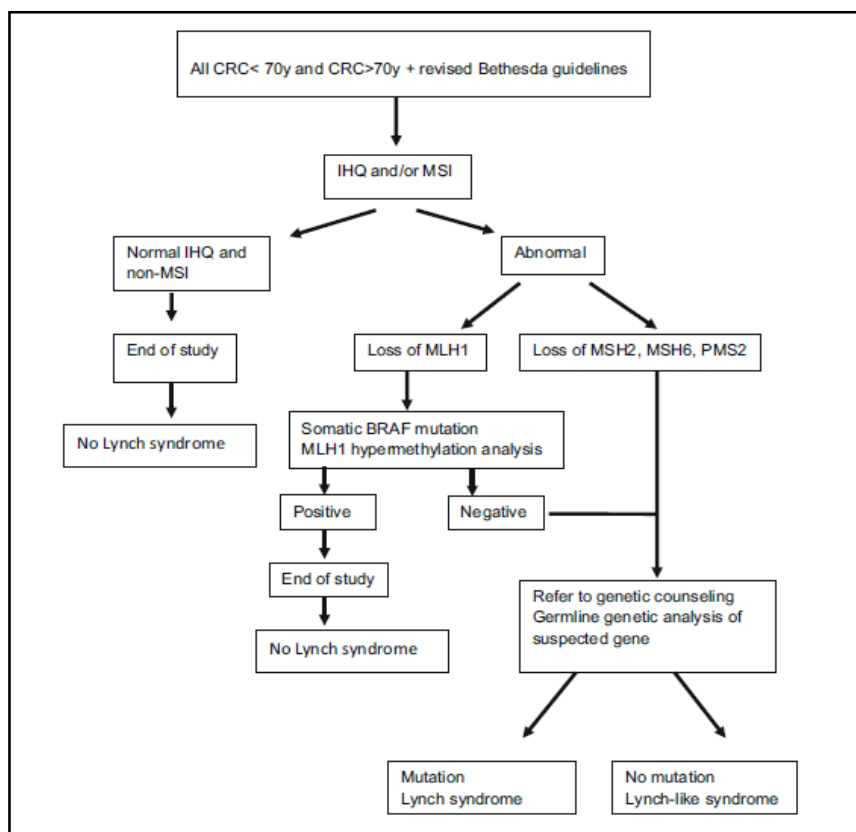 All CRC< 70y and CRC>70y + revised Bethesda guidelines
IHQ and/or MSI
Normal IHQ and
non-MSI
Abnormal
End of study
Loss of MLH1
Loss of MSH2, MSH6, PMS2
No Lynch syndrome
Somatic BRAF mutation
MLH1 hypermethylation analysis
Positive
Negative
End of study
Refer to genetic counseling
Germline genetic analysis of
suspected gene
No Lynch syndrome
Mutation
Lynch syndrome
No mutation
Lynch-like syndrome